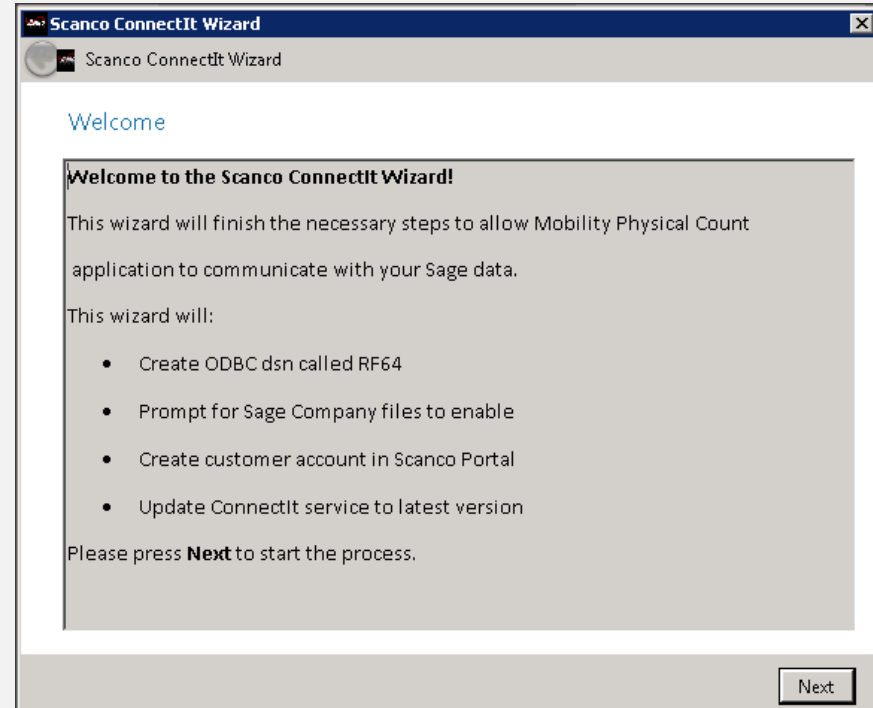 Scanco ConnectIt Wizard
Scanco ConnectIt Wizard
Welcome
Welcome to the Scanco ConnectIt Wizard!
This wizard will finish the necessary steps to allow Mobility Physical Count
application to communicate with your Sage data.
This wizard will:
• Create ODBC dsn called RF64
• Prompt for Sage Company files to enable
• Create customer account in Scanco Portal
• Update ConnectIt service to latest version
Please press Next to start the process.
Next